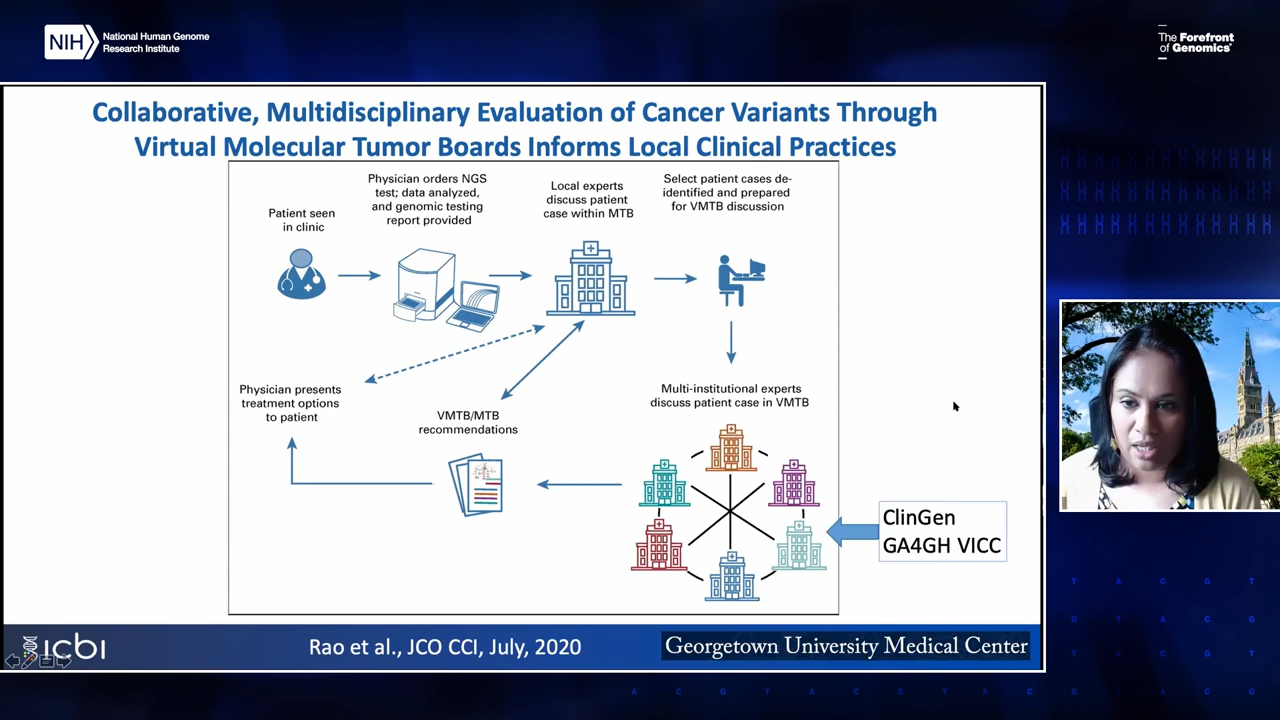 NIH
National Human Genome
Research Institute
The Forefront
of Genomics®
Collaborative, Multidisciplinary Evaluation of Cancer Variants Through
Virtual Molecular Tumor Boards Informs Local Clinical Practices
Patient seen
in clinic
Physician orders NGS
test; data analyzed,
and genomic testing
report provided
Local experts
discuss patient
case within MTB
Select patient cases de-
identified and prepared
for VMTB discussion
Physician presents
treatment options
to patient
VMTB/MTB
recommendations
Multi-institutional experts
discuss patient case in VMTB
ClinGen
GA4GH VICC
icbi
Rao et al., JCO CCI, July, 2020
Georgetown University Medical Center
T A C G T
T A C G T
T A C G T
A C G T A C G T A C G T A C G